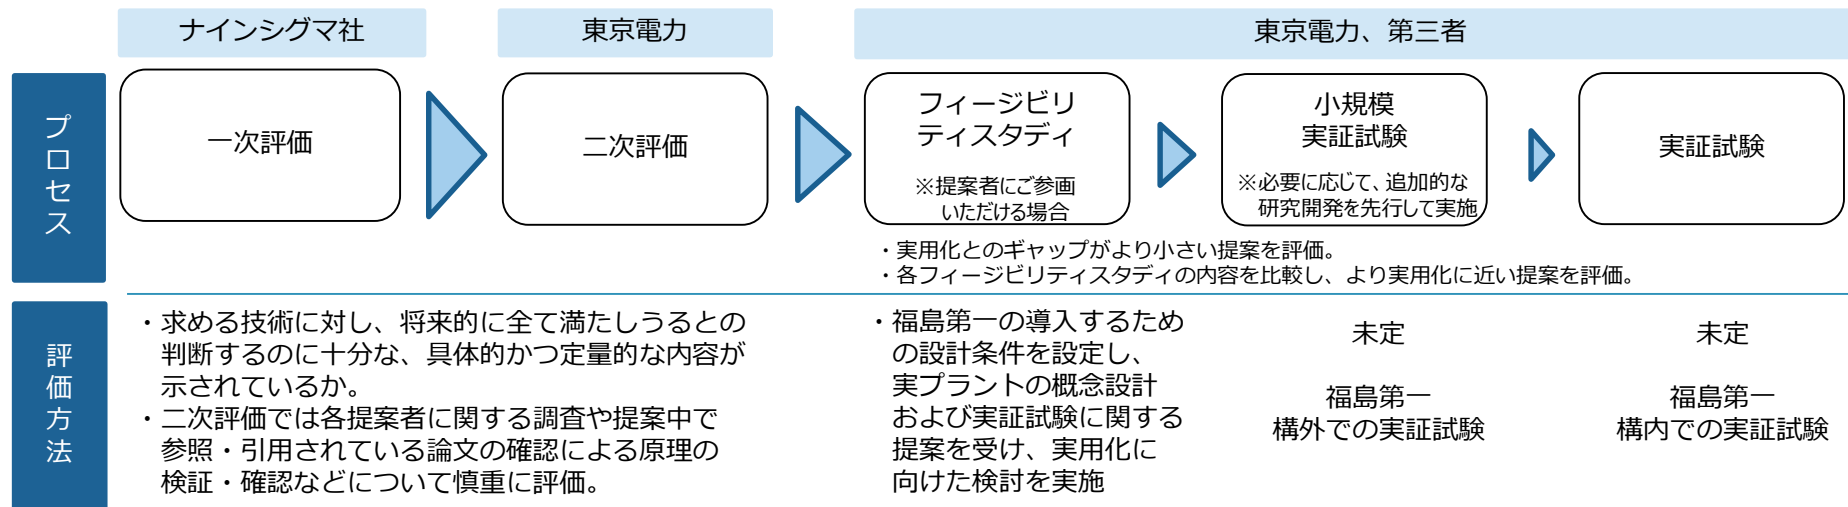 ナインシグマ社
東京電力
東京電力、第三者
プロセス
一次評価
二次評価
フィージビリ
ティスタディ
※提案者にご参画
いただける場合
小規模
実証試験
※必要に応じて、追加的な
研究開発を先行して実施
実証試験
・実用化とのギャップがより小さい提案を評価。
・各フィージビリティスタディの内容を比較し、より実用化に近い提案を評価。
評価方法
・求める技術に対し、将来的に全て満たしうるとの
判断するのに十分な、具体的かつ定量的な内容が
示されているか。
・二次評価では各提案者に関する調査や提案中で
参照・引用されている論文の確認による原理の
検証・確認などについて慎重に評価。
・福島第一の導入するため
の設計条件を設定し、
実プラントの概念設計
および実証試験に関する
提案を受け、実用化に
向けた検討を実施
未定
福島第一
構外での実証試験
未定
福島第一
構内での実証試験